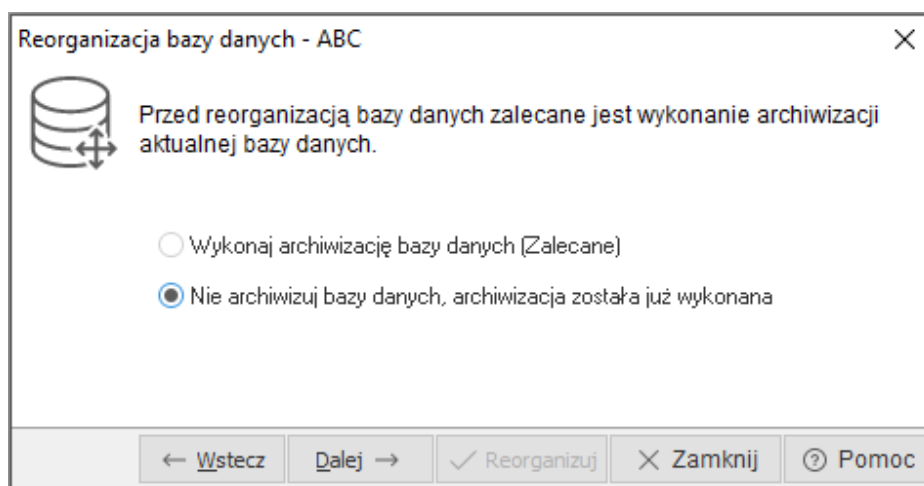 Reorganizacja bazy danych - ABC
Przed reorganizacją bazy danych zalecane jest wykonanie archiwizacji
aktualnej bazy danych.
Wykonaj archiwizację bazy danych (Zalecane)
Nie archiwizuj bazy danych, archiwizacja została już wykonana
Wstecz Dalej Reorganizuj Zamknij Pomoc